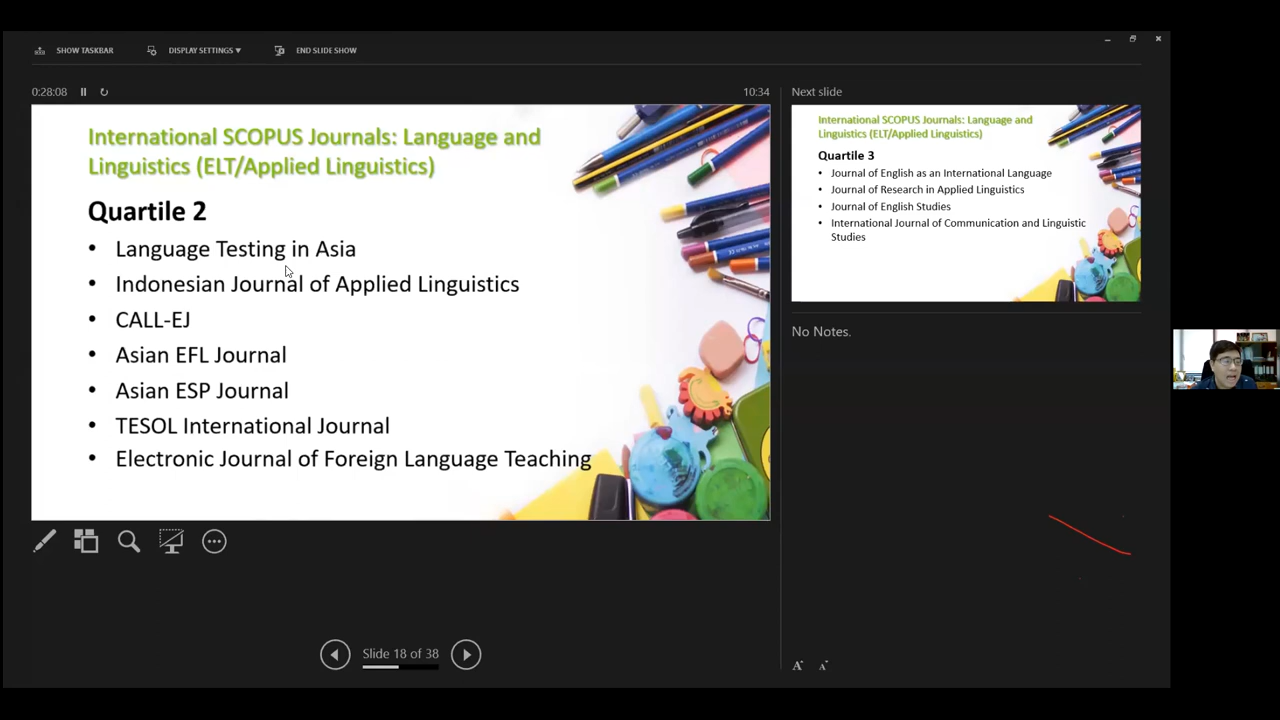 SHOW TASKBAR DISPLAY SETTINGS ▾ END SLIDE SHOW
0:28:08 10:34
International SCOPUS Journals: Language and
Linguistics (ELT/Applied Linguistics)
Quartile 2
• Language Testing in Asia
• Indonesian Journal of Applied Linguistics
• CALL-EJ
• Asian EFL Journal
• Asian ESP Journal
• TESOL International Journal
• Electronic Journal of Foreign Language Teaching
Slide 18 of 38
Next slide
International SCOPUS Journals: Language and
Linguistics (ELT/Applied Linguistics)
Quartile 3
• Journal of English as an International Language
• Journal of Research in Applied Linguistics
• Journal of English Studies
• International Journal of Communication and Linguistic
Studies
No Notes.
A A